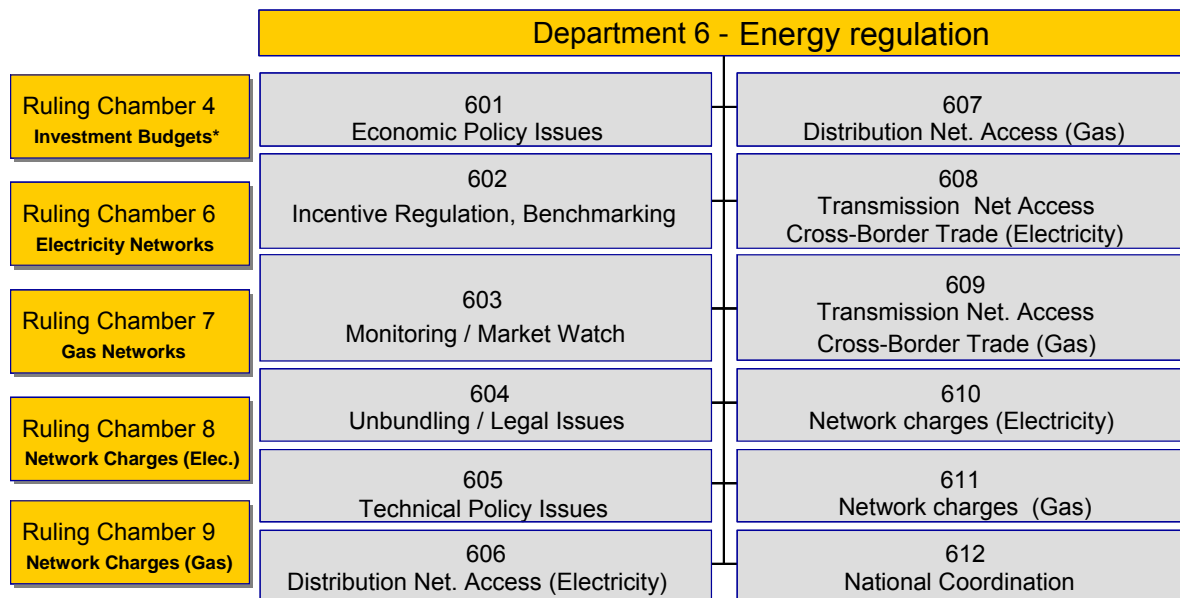 Department 6 - Energy regulation
Ruling Chamber 4
Investment Budgets*
Ruling Chamber 6
Electricity Networks
Ruling Chamber 7
Gas Networks
Ruling Chamber 8
Network Charges (Elec.)
Ruling Chamber 9
Network Charges (Gas)
601
Economic Policy Issues
602
Incentive Regulation, Benchmarking
603
Monitoring / Market Watch
604
Unbundling / Legal Issues
605
Technical Policy Issues
606
Distribution Net. Access (Electricity)
607
Distribution Net. Access (Gas)
608
Transmission Net Access
Cross-Border Trade (Electricity)
609
Transmission Net. Access
Cross-Border Trade (Gas)
610
Network charges (Electricity)
611
Network charges (Gas)
612
National Coordination